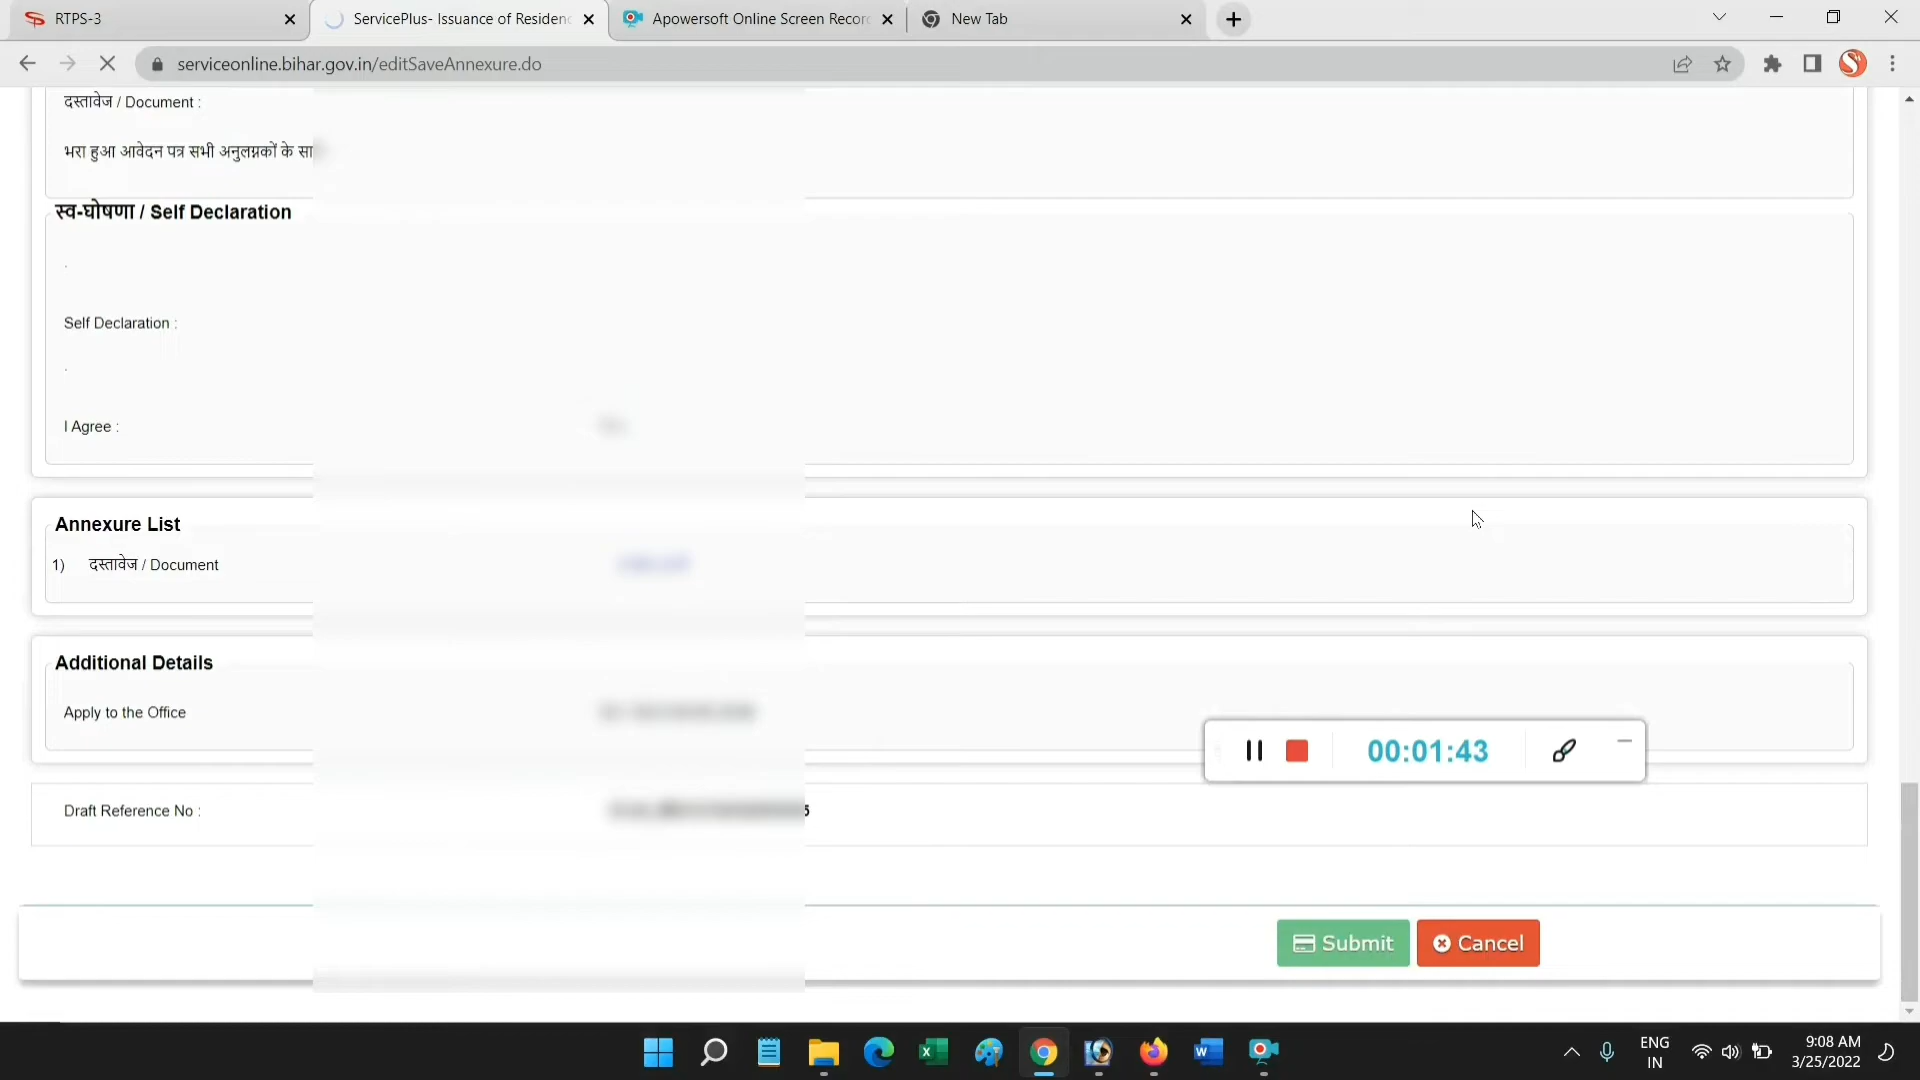 RTPS-3
ServicePlus- Issuance of Residenc
Apowersoft Online Screen Recor
New Tab
serviceonline.bihar.gov.in/editSaveAnnexure.do
दस्तावेज / Document :
भरा हुआ आवेदन पत्र सभी अनुलग्नकों के सा
स्व-घोषणा / Self Declaration
.
Self Declaration :
.
I Agree :
Annexure List
1) दस्तावेज / Document
Additional Details
Apply to the Office
00:01:43
Draft Reference No :
Submit Cancel
ENG
IN
9:08 AM
3/25/2022